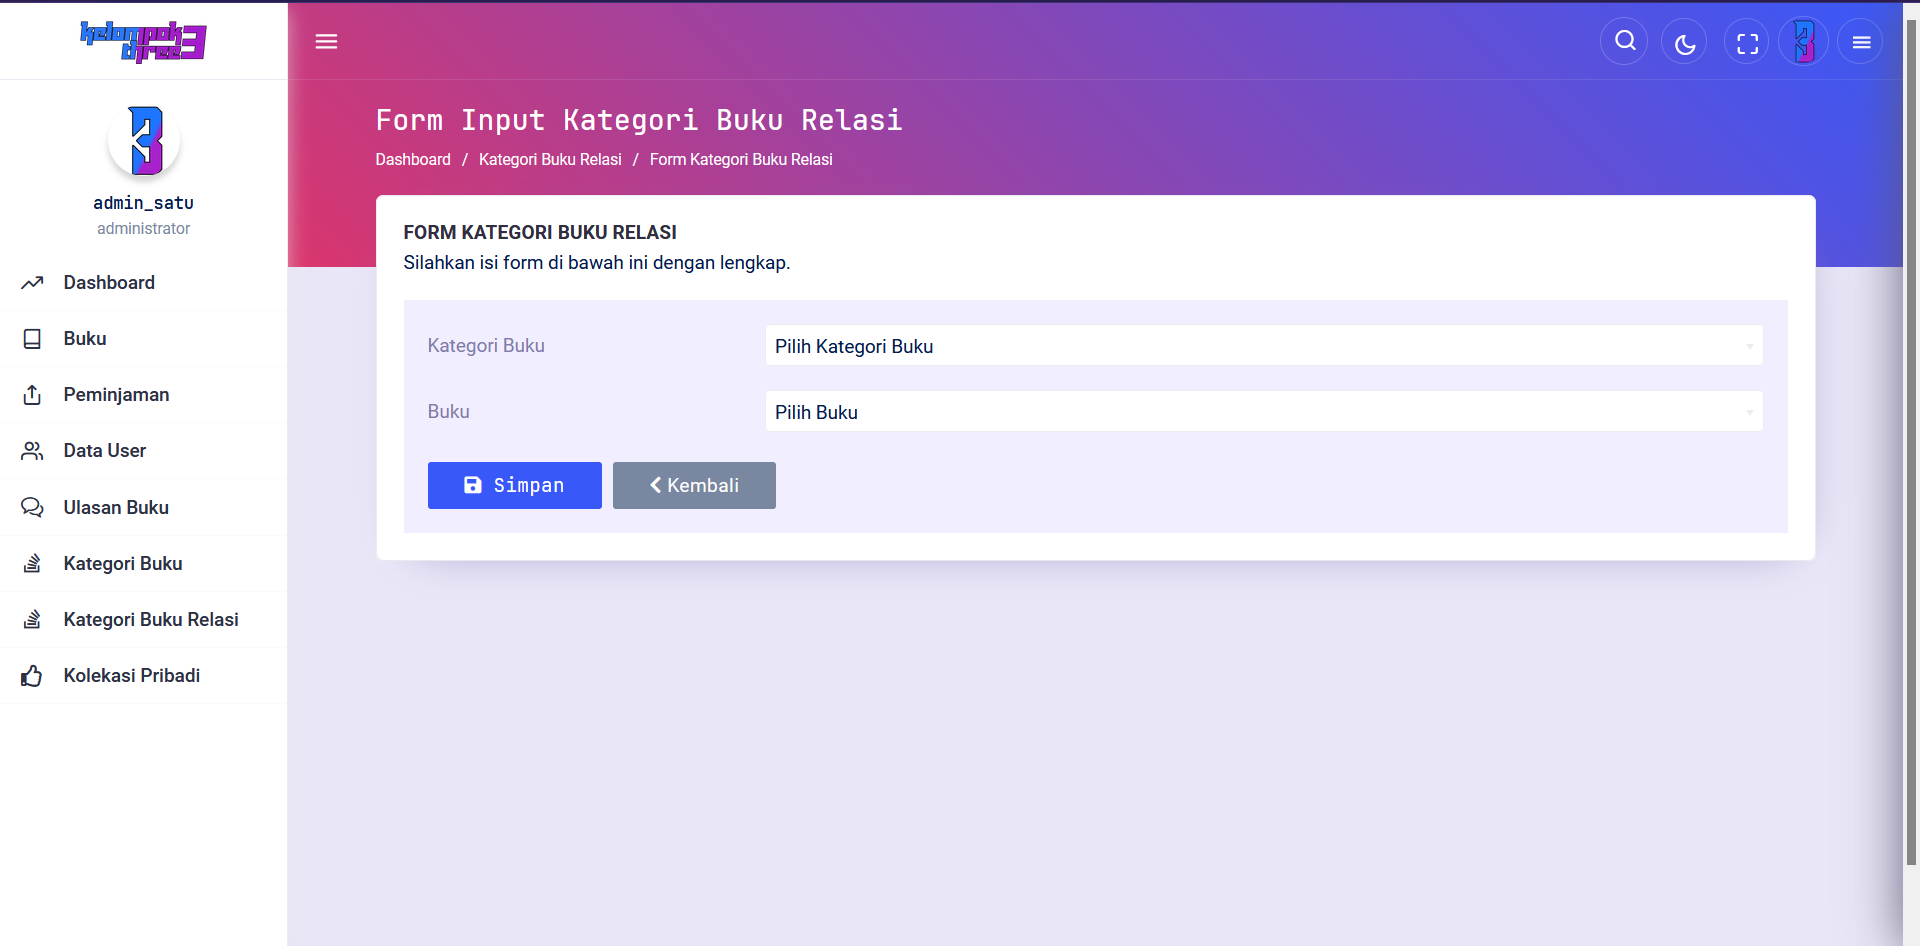 kelompok
three3
admin_satu
administrator
Dashboard
Buku
Peminjaman
Data User
Ulasan Buku
Kategori Buku
Kategori Buku Relasi
Kolekasi Pribadi
Form Input Kategori Buku Relasi
Dashboard / Kategori Buku Relasi / Form Kategori Buku Relasi
FORM KATEGORI BUKU RELASI
Silahkan isi form di bawah ini dengan lengkap.
Kategori Buku Pilih Kategori Buku
Buku Pilih Buku
Simpan Kembali